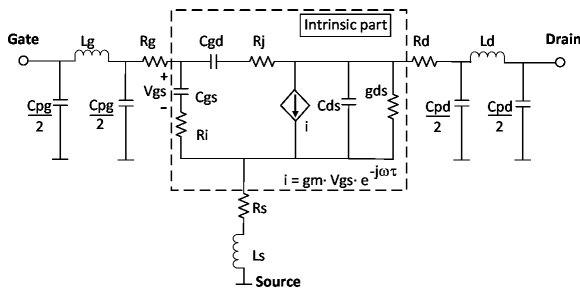 Intrinsic part
Gate
Lg
Rg
Cgd
Rj
Rd
Ld
Drain
+
Vgs
-
Cgs
Ri
Cpg
2
Cpg
2
i
Cds
gds
Cpd
2
Cpd
2
i = gm· Vgs· e^-jωτ
Rs
Ls
Source